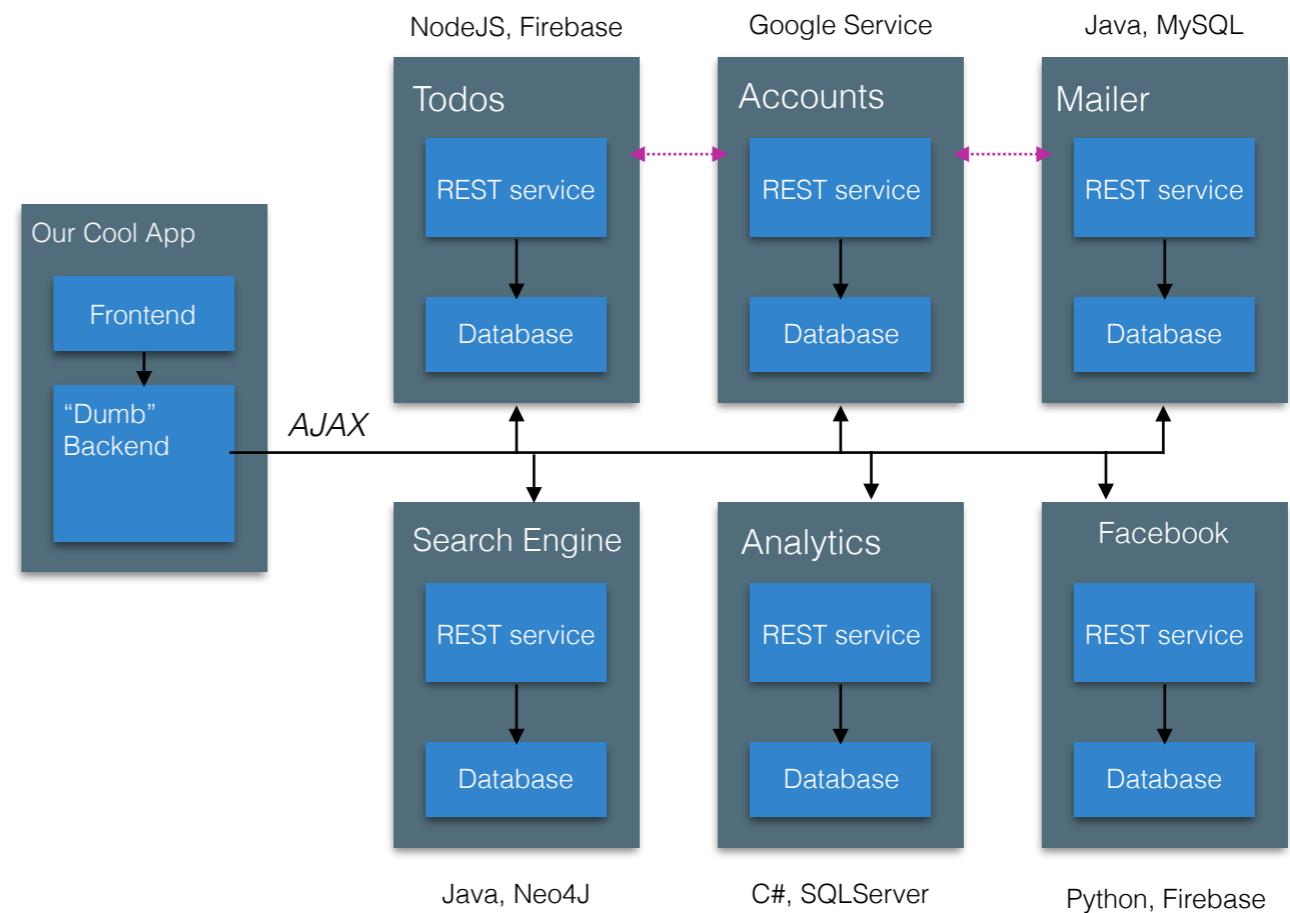 NodeJS, Firebase
Google Service
Java, MySQL
Todos
REST service
Database
Accounts
REST service
Database
Mailer
REST service
Database
Our Cool App
Frontend
“Dumb”
Backend
AJAX
Search Engine
REST service
Database
Analytics
REST service
Database
Facebook
REST service
Database
Java, Neo4J
C#, SQLServer
Python, Firebase